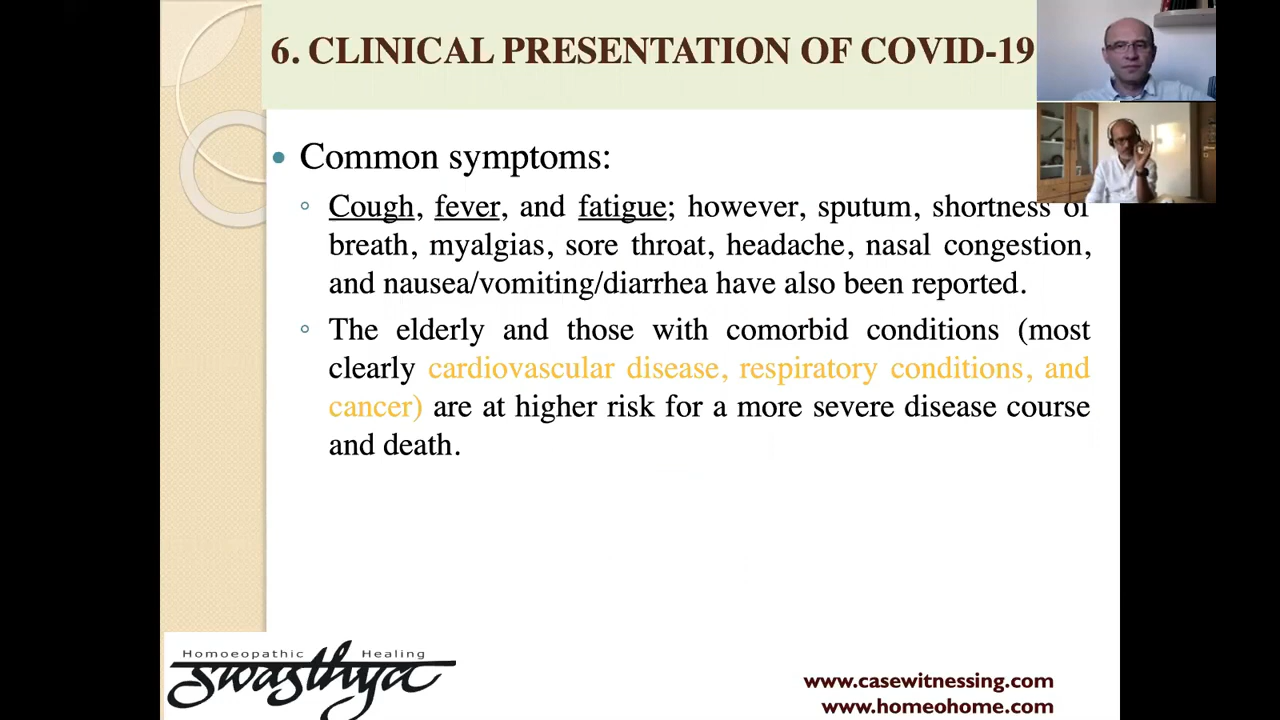 6. CLINICAL PRESENTATION OF COVID-19
Common symptoms:
Cough, fever, and fatigue; however, sputum, shortness of
breath, myalgias, sore throat, headache, nasal congestion,
and nausea/vomiting/diarrhea have also been reported.
The elderly and those with comorbid conditions (most
clearly cardiovascular disease, respiratory conditions, and
cancer) are at higher risk for a more severe disease course
and death.
Homoeopathic Healing
swasthya
www.casewitnessing.com
www.homeohome.com